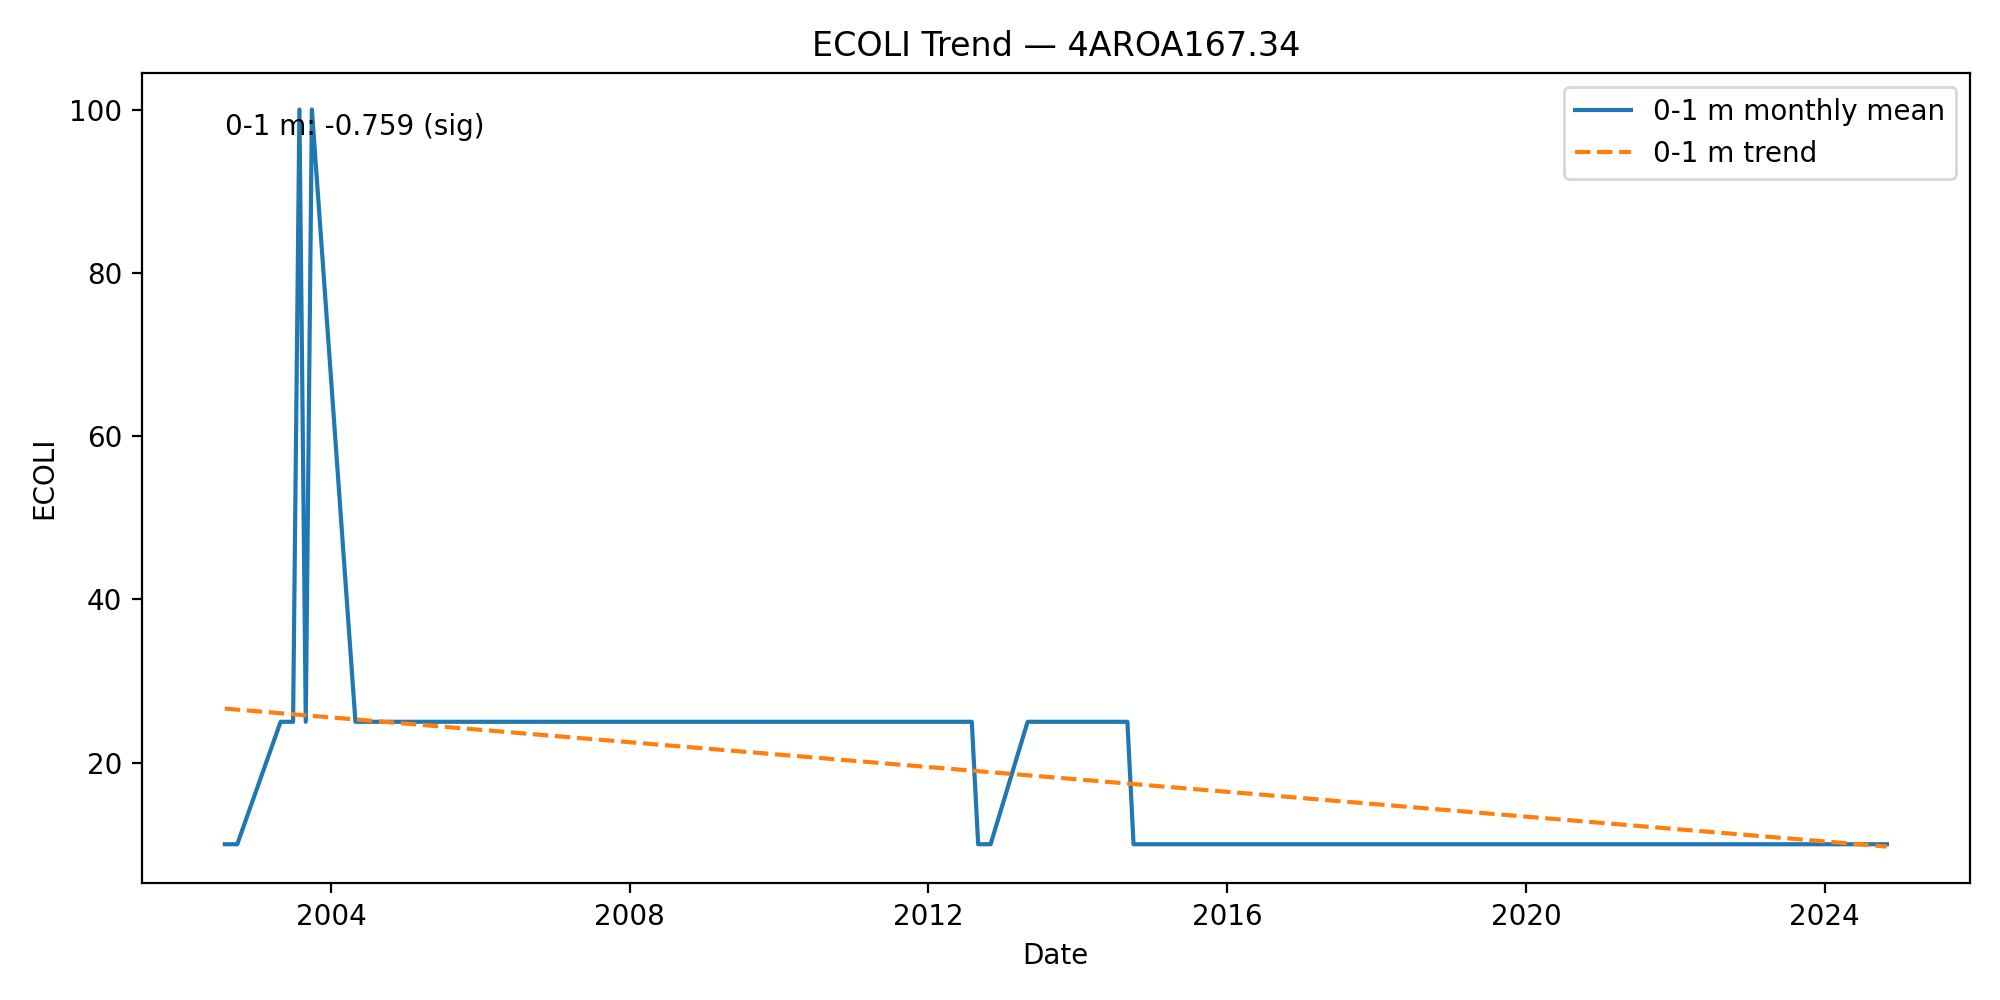 ECOLI Trend — 4AROA167.34
0-1 m: -0.759 (sig)
0-1 m monthly mean
0-1 m trend
100
80
60
40
20
ECOLI
2004
2008
2012
2016
2020
2024
Date